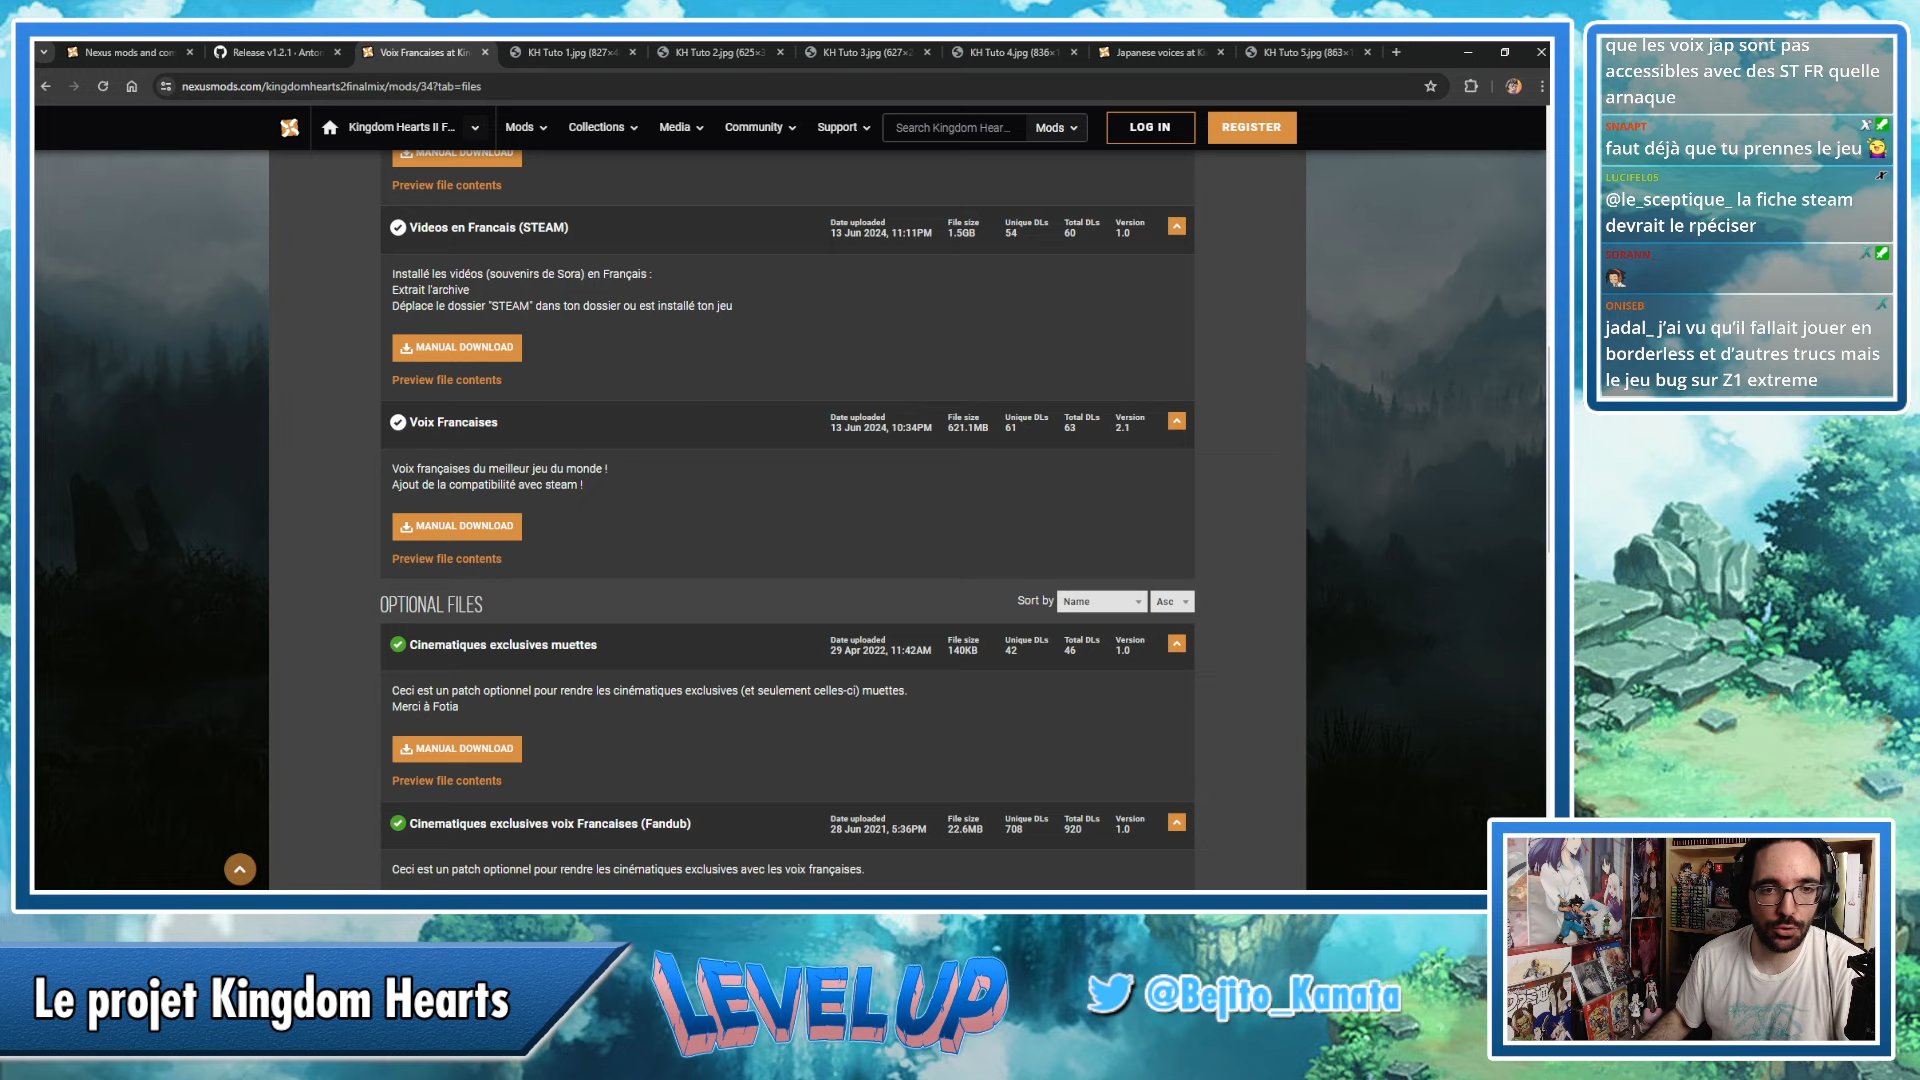 Nexus mods and con
Release v1.2.1 · Anton
Voix Francaises at Kin
KH Tuto 1.jpg (827×4
KH Tuto 2.jpg (625×3
KH Tuto 3.jpg (627×2
KH Tuto 4.jpg (836×1
Japanese voices at Ki
KH Tuto 5.jpg (863×1
nexusmods.com/kingdomhearts2finalmix/mods/34?tab=files
Kingdom Hearts II F...
Mods
Collections
Media
Community
Support
Search Kingdom Hear...
Mods
LOG IN
REGISTER
MANUAL DOWNLOAD
Preview file contents
Videos en Francais (STEAM)
Date uploaded File size Unique DLs Total DLs Version
13 Jun 2024, 11:11PM 1.5GB 54 60 1.0
Installé les vidéos (souvenirs de Sora) en Français :
Extrait l'archive
Déplace le dossier "STEAM" dans ton dossier ou est installé ton jeu
MANUAL DOWNLOAD
Preview file contents
Voix Francaises
Date uploaded File size Unique DLs Total DLs Version
13 Jun 2024, 10:34PM 621.1MB 61 63 2.1
Voix françaises du meilleur jeu du monde !
Ajout de la compatibilité avec steam !
MANUAL DOWNLOAD
Preview file contents
OPTIONAL FILES
Sort by Name Asc
Cinematiques exclusives muettes
Date uploaded File size Unique DLs Total DLs Version
29 Apr 2022, 11:42AM 140KB 42 46 1.0
Ceci est un patch optionnel pour rendre les cinématiques exclusives (et seulement celles-ci) muettes.
Merci à Fotia
MANUAL DOWNLOAD
Preview file contents
Cinematiques exclusives voix Francaises (Fandub)
Date uploaded File size Unique DLs Total DLs Version
28 Jun 2021, 5:36PM 22.6MB 708 920 1.0
Ceci est un patch optionnel pour rendre les cinématiques exclusives avec les voix françaises.
que les voix jap sont pas
accessibles avec des ST FR quelle
arnaque
SNAAPT
faut déjà que tu prennes le jeu
LUCIFEL05
@le_sceptique_ la fiche steam
devrait le rpéciser
SORANN_
ONISEB
jadal_ j'ai vu qu'il fallait jouer en
borderless et d'autres trucs mais
le jeu bug sur Z1 extreme
Le projet Kingdom Hearts
LEVEL UP
@Bejito_Kanata